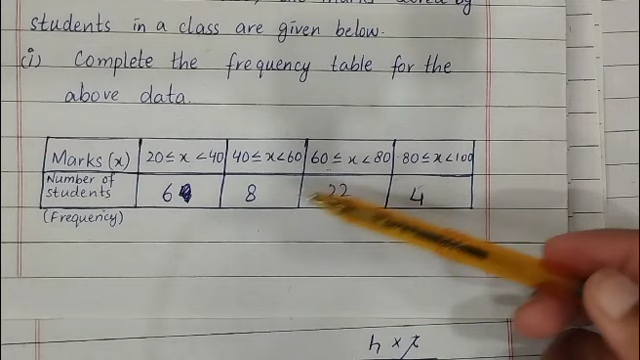 students in a class are given below.
(i) Complete the frequency table for the
above data.
Marks (x) 20 ≤ x < 40 40 ≤ x < 60 60 ≤ x < 80 80 ≤ x < 100
Number of students 6 8 22 4
(Frequency)
h × t